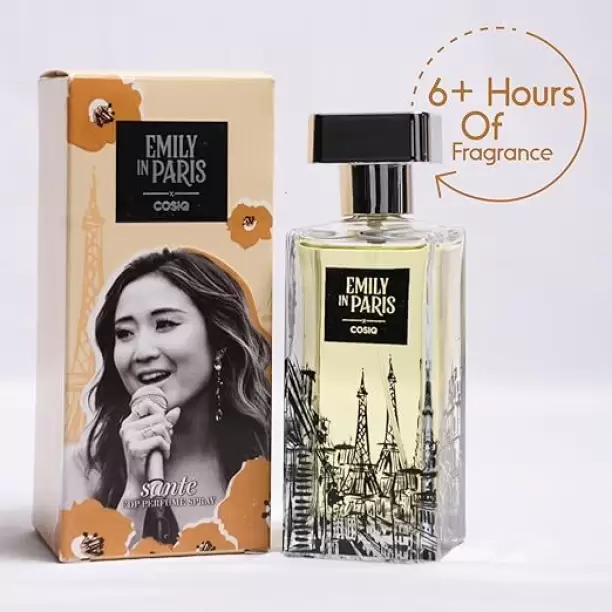 EMILY
IN PARIS
x
COSIQ
sante
EDP PERFUME SPRAY
EMILY
IN PARIS
x
COSIQ
6+ Hours
Of
Fragrance